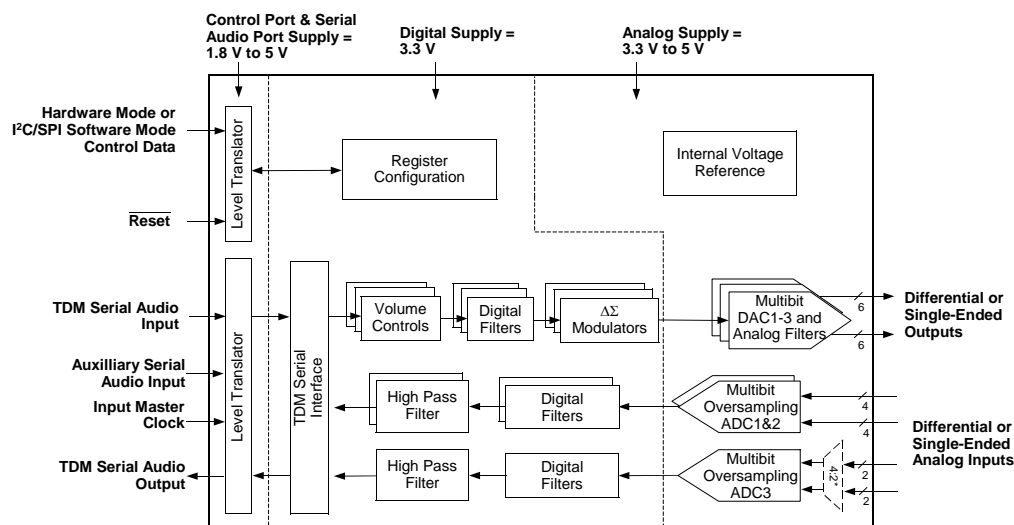 Control Port & Serial
Audio Port Supply =
1.8 V to 5 V
Digital Supply =
3.3 V
Analog Supply =
3.3 V to 5 V
Hardware Mode or
I²C/SPI Software Mode
Control Data
Level Translator
Register
Configuration
Internal Voltage
Reference
Reset
TDM Serial Audio
Input
Auxilliary Serial
Audio Input
Input Master
Clock
TDM Serial Audio
Output
Level Translator
TDM Serial
Interface
Volume
Controls
Digital
Filters
ΔΣ
Modulators
Multibit
DAC1-3 and
Analog Filters
6
6
Differential or
Single-Ended
Outputs
High Pass
Filter
Digital
Filters
Multibit
Oversampling
ADC1&2
4
4
Differential or
Single-Ended
Analog Inputs
High Pass
Filter
Digital
Filters
Multibit
Oversampling
ADC3
4:2*
2
2